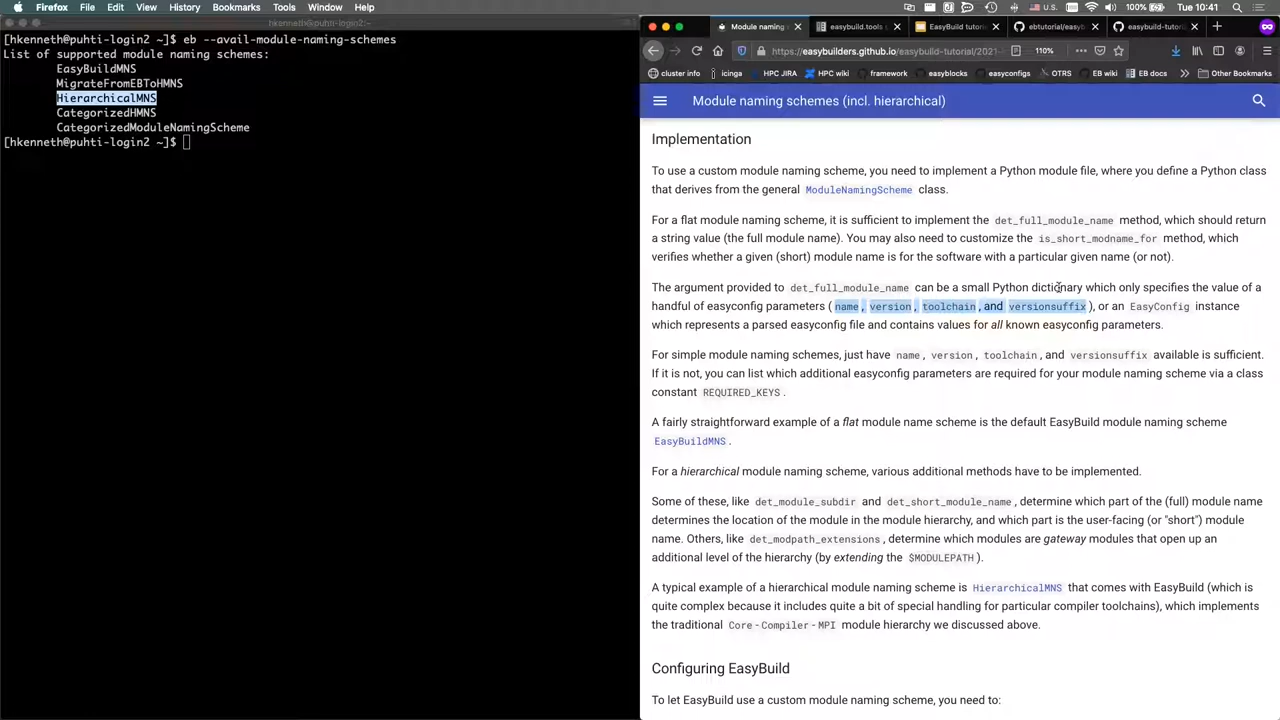 Firefox File Edit View History Bookmarks Tools Window Help
100% Tue 10:41
hkenneth@puhti-login2:~
[hkenneth@puhti-login2 ~]$ eb --avail-module-naming-schemes
List of supported module naming schemes:
EasyBuildMNS
MigrateFromEBToHMNS
HierarchicalMNS
CategorizedHMNS
CategorizedModuleNamingScheme
[hkenneth@puhti-login2 ~]$
Module naming
easybuild.tools
EasyBuild tutorial
ebtutorial/easyb
easybuild-tutorial
https://easybuilders.github.io/easybuild-tutorial/2021-
110%
cluster info icinga HPC JIRA HPC wiki framework easyblocks easyconfigs OTRS EB wiki EB docs Other Bookmarks
Module naming schemes (incl. hierarchical)
Implementation
To use a custom module naming scheme, you need to implement a Python module file, where you define a Python class
that derives from the general ModuleNamingScheme class.
For a flat module naming scheme, it is sufficient to implement the det_full_module_name method, which should return
a string value (the full module name). You may also need to customize the is_short_modname_for method, which
verifies whether a given (short) module name is for the software with a particular given name (or not).
The argument provided to det_full_module_name can be a small Python dictionary which only specifies the value of a
handful of easyconfig parameters ( name , version , toolchain , and versionsuffix ), or an EasyConfig instance
which represents a parsed easyconfig file and contains values for all known easyconfig parameters.
For simple module naming schemes, just have name , version , toolchain , and versionsuffix available is sufficient.
If it is not, you can list which additional easyconfig parameters are required for your module naming scheme via a class
constant REQUIRED_KEYS .
A fairly straightforward example of a flat module name scheme is the default EasyBuild module naming scheme
EasyBuildMNS .
For a hierarchical module naming scheme, various additional methods have to be implemented.
Some of these, like det_module_subdir and det_short_module_name , determine which part of the (full) module name
determines the location of the module in the module hierarchy, and which part is the user-facing (or "short") module
name. Others, like det_modpath_extensions , determine which modules are gateway modules that open up an
additional level of the hierarchy (by extending the $MODULEPATH ).
A typical example of a hierarchical module naming scheme is HierarchicalMNS that comes with EasyBuild (which is
quite complex because it includes quite a bit of special handling for particular compiler toolchains), which implements
the traditional Core - Compiler - MPI module hierarchy we discussed above.
Configuring EasyBuild
To let EasyBuild use a custom module naming scheme, you need to: